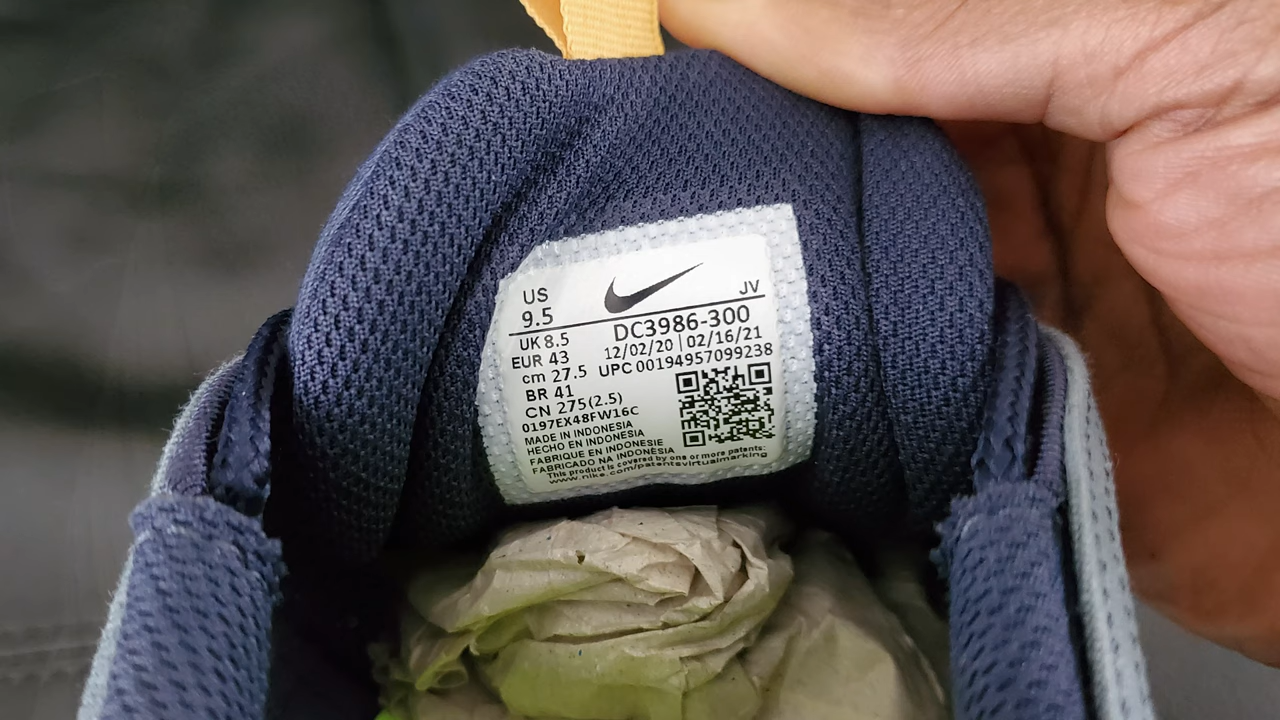 US
JV
9.5
DC3986-300
UK 8.5
12/02/20 | 02/16/21
EUR 43
UPC 00194957099238
cm 27.5
BR 41
CN 275(2.5)
0197EX48FW16C
MADE IN INDONESIA
HECHO EN INDONÉSIA
FABRIQUE EN INDONESIE
FABRICADO NA INDONÉSIA
This product is covered by one or more patents:
www.nike.com/patentsvirtualmarking